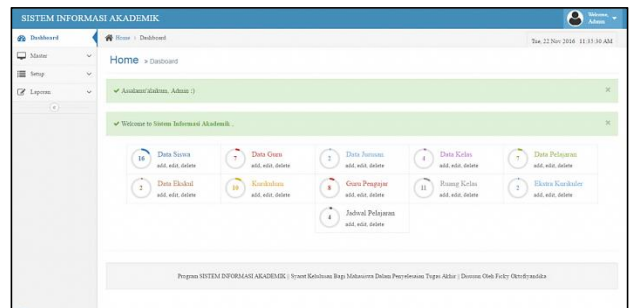 SISTEM INFORMASI AKADEMIK
Welcome, Admin
Dashboard
Master
Setup
Laporan
Home > Dashboard
Tue, 22 Nov 2016 11:33:30 AM
Home » Dasboard
Assalamu'alaikum, Admin :)
Welcome to Sistem Informasi Akademik .
16 Data Siswa
add, edit, delete
7 Data Guru
add, edit, delete
2 Data Jurusan
add, edit, delete
4 Data Kelas
add, edit, delete
7 Data Pelajaran
add, edit, delete
2 Data Ekskul
add, edit, delete
10 Kurikulum
add, edit, delete
8 Guru Pengajar
add, edit, delete
11 Ruang Kelas
add, edit, delete
2 Ekstra Kurikuler
add, edit, delete
4 Jadwal Pelajaran
add, edit, delete
Program SISTEM INFORMASI AKADEMIK || Syarat Kelulusan Bagi Mahasiswa Dalam Penyelesaian Tugas Akhir || Disusun Oleh Ficky